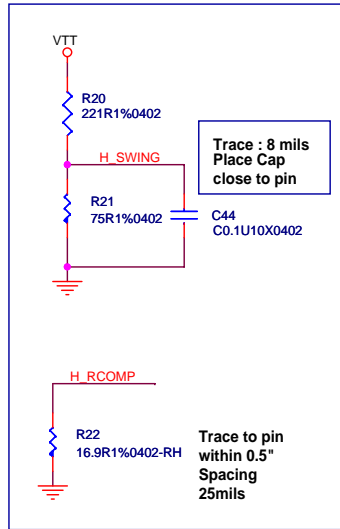 VTT
R20
221R1%0402
H_SWING
Trace : 8 mils
Place Cap
close to pin
R21
75R1%0402
C44
C0.1U10X0402
H_RCOMP
R22
16.9R1%0402-RH
Trace to pin
within 0.5"
Spacing
25mils